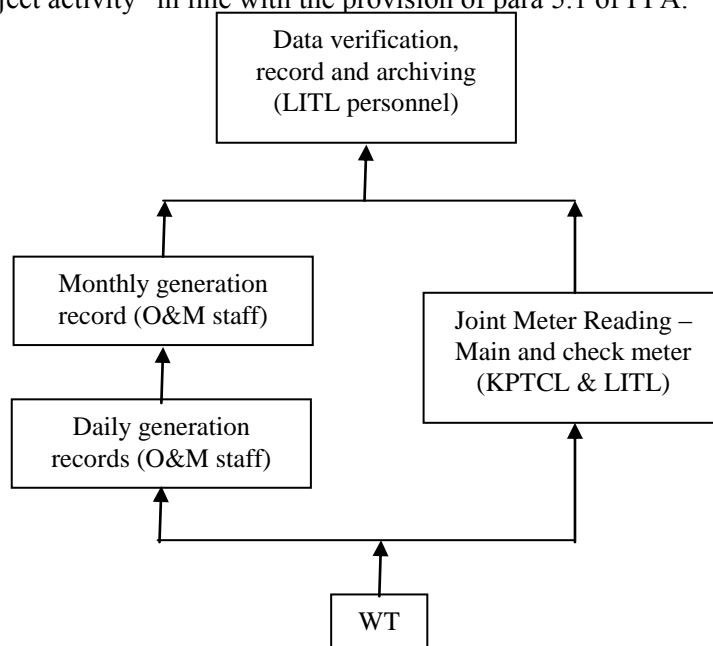 ject activity" in line with the provision of para 5.1 of PPA.
Data verification,
record and archiving
(LITL personnel)
Monthly generation
record (O&M staff)
Joint Meter Reading –
Main and check meter
(KPTCL & LITL)
Daily generation
records (O&M staff)
WT